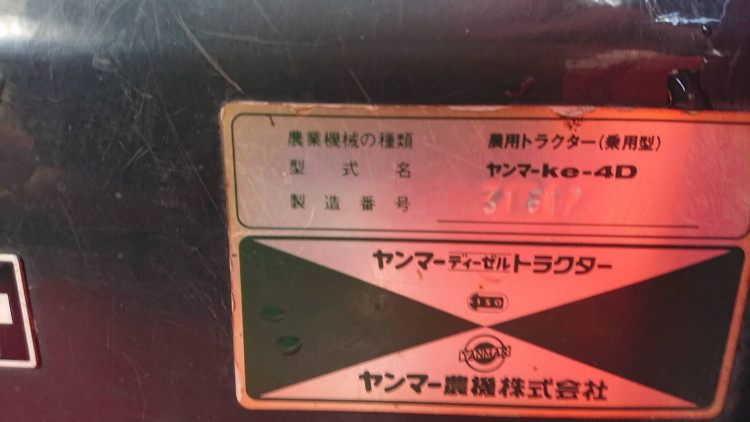 農業機械の種類 農用トラクター(乗用型)
型式名 ヤンマーke-4D
製造番号
ヤンマーディーゼルトラクター
YANMAR
ヤンマー農機株式会社